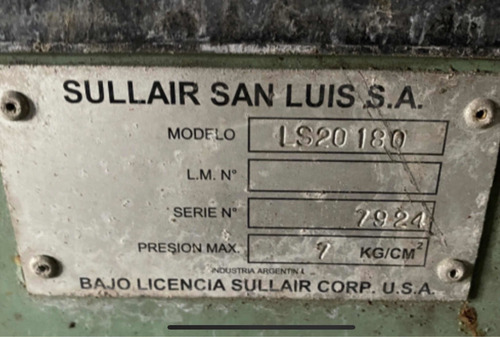 SULLAIR SAN LUIS S.A.
MODELO LS20 180
L.M. N°
SERIE N° 7924
PRESION MAX. 7 KG/CM²
INDUSTRIA ARGENTINA
BAJO LICENCIA SULLAIR CORP. U.S.A.